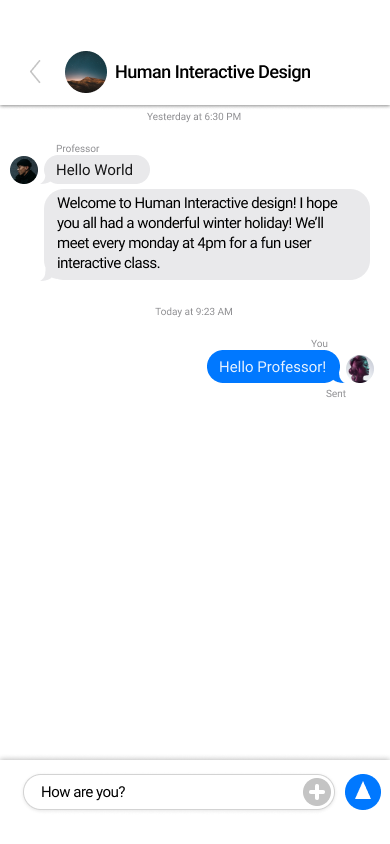 Human Interactive Design
Yesterday at 6:30 PM
Professor
Hello World
Welcome to Human Interactive design! I hope
you all had a wonderful winter holiday! We’ll
meet every monday at 4pm for a fun user
interactive class.
Today at 9:23 AM
You
Hello Professor!
Sent
How are you?